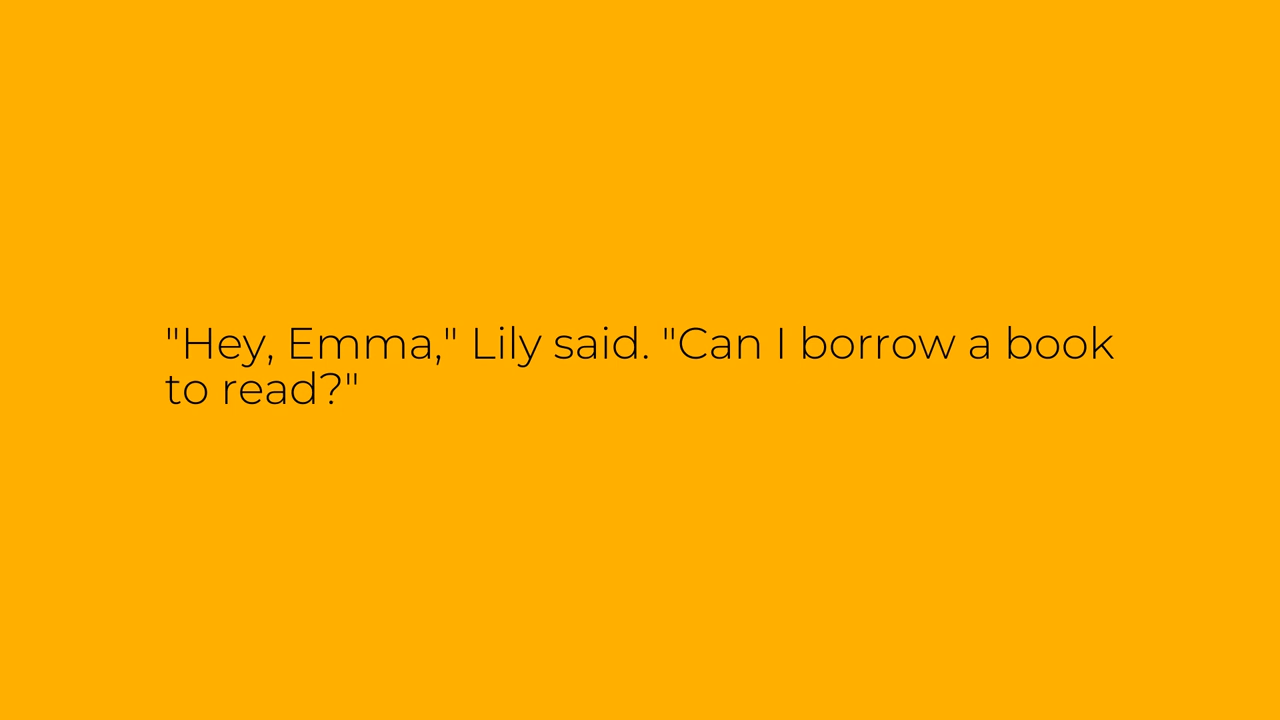 "Hey, Emma," Lily said. "Can I borrow a book
to read?"